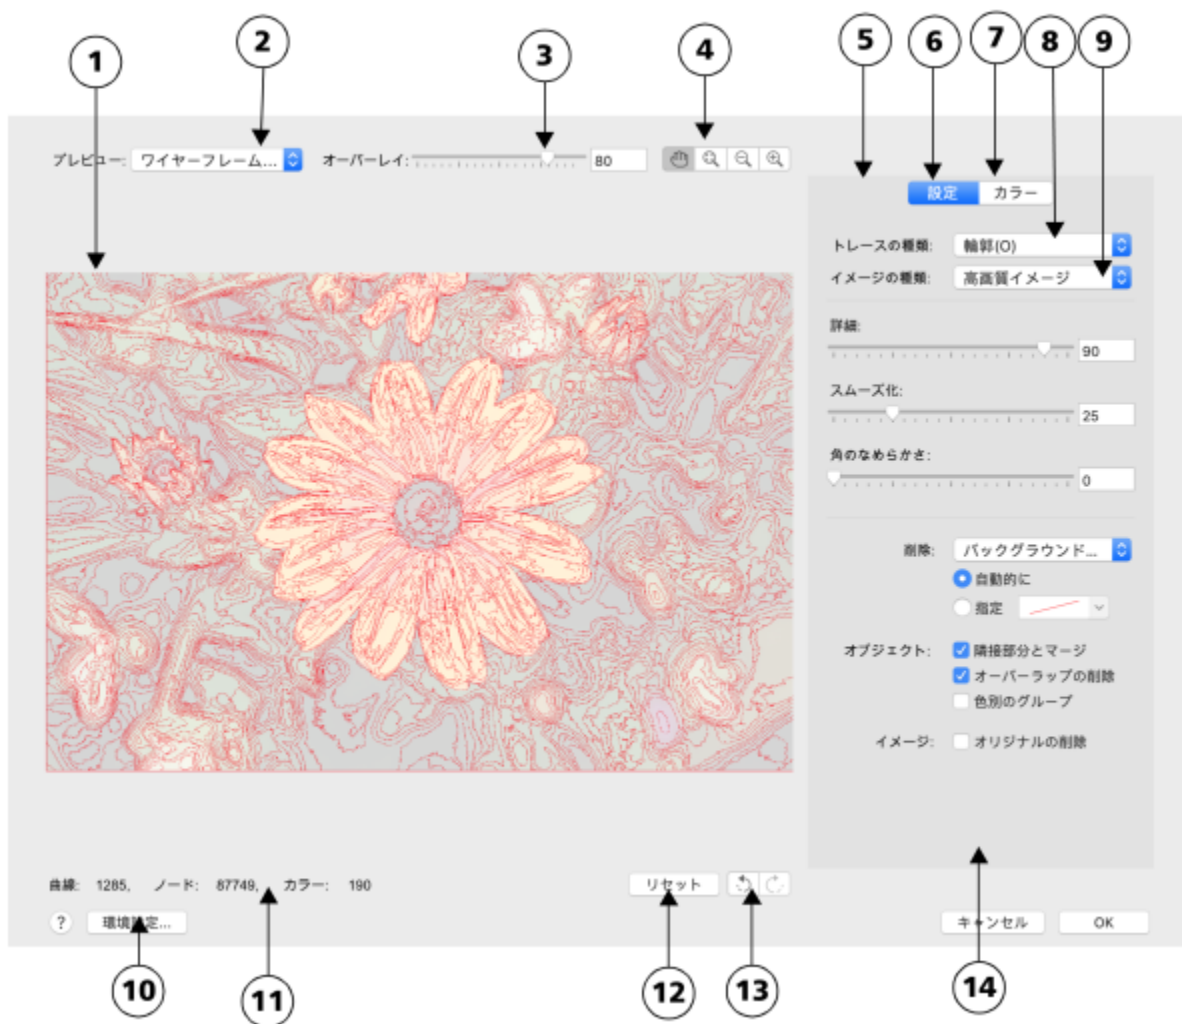 1
2
3
4
5
6
7
8
9
プレビュー: ワイヤーフレーム... オーバーレイ: 80
設定 カラー
トレースの種類: 輪郭(O)
イメージの種類: 高画質イメージ
詳細:
90
スムーズ化:
25
角のなめらかさ:
0
削除: バックグラウンド...
自動的に
指定
オブジェクト: 隣接部分とマージ
オーバーラップの削除
色別のグループ
イメージ: オリジナルの削除
曲線: 1285, ノード: 87749, カラー: 190
リセット
? 環境設定...
キャンセル OK
10
11
12
13
14